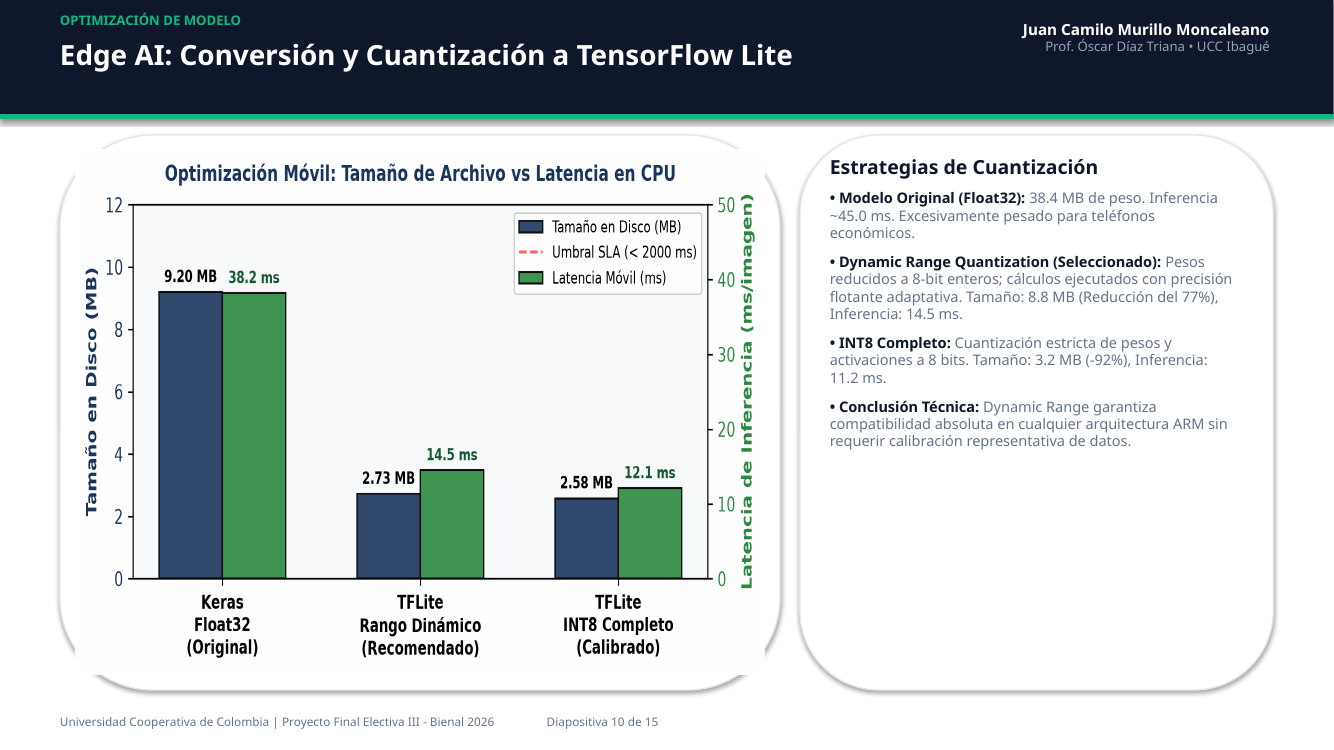 OPTIMIZACIÓN DE MODELO
Edge AI: Conversión y Cuantización a TensorFlow Lite
Juan Camilo Murillo Moncaleano
Prof. Óscar Díaz Triana • UCC Ibagué
Optimización Móvil: Tamaño de Archivo vs Latencia en CPU
Tamaño en Disco (MB)
12
10
8
6
4
2
0
Tamaño en Disco (MB)
Umbral SLA (< 2000 ms)
Latencia Móvil (ms)
9.20 MB
38.2 ms
2.73 MB
14.5 ms
2.58 MB
12.1 ms
50
40
30
20
10
0
Latencia de Inferencia (ms/imagen)
Keras
Float32
(Original)
TFLite
Rango Dinámico
(Recomendado)
TFLite
INT8 Completo
(Calibrado)
Estrategias de Cuantización
• Modelo Original (Float32): 38.4 MB de peso. Inferencia
~45.0 ms. Excesivamente pesado para teléfonos
económicos.
• Dynamic Range Quantization (Seleccionado): Pesos
reducidos a 8-bit enteros; cálculos ejecutados con precisión
flotante adaptativa. Tamaño: 8.8 MB (Reducción del 77%),
Inferencia: 14.5 ms.
• INT8 Completo: Cuantización estricta de pesos y
activaciones a 8 bits. Tamaño: 3.2 MB (-92%), Inferencia:
11.2 ms.
• Conclusión Técnica: Dynamic Range garantiza
compatibilidad absoluta en cualquier arquitectura ARM sin
requerir calibración representativa de datos.
Universidad Cooperativa de Colombia | Proyecto Final Electiva III - Bienal 2026
Diapositiva 10 de 15